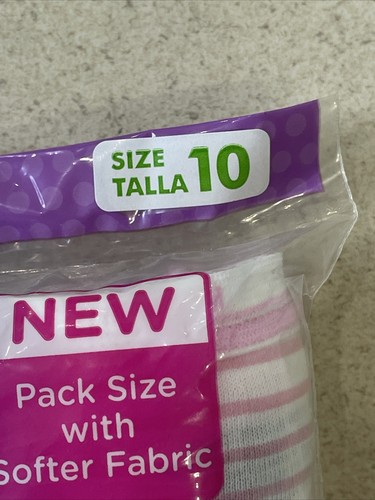 SIZE
TALLA 10
NEW
Pack Size
with
Softer Fabric